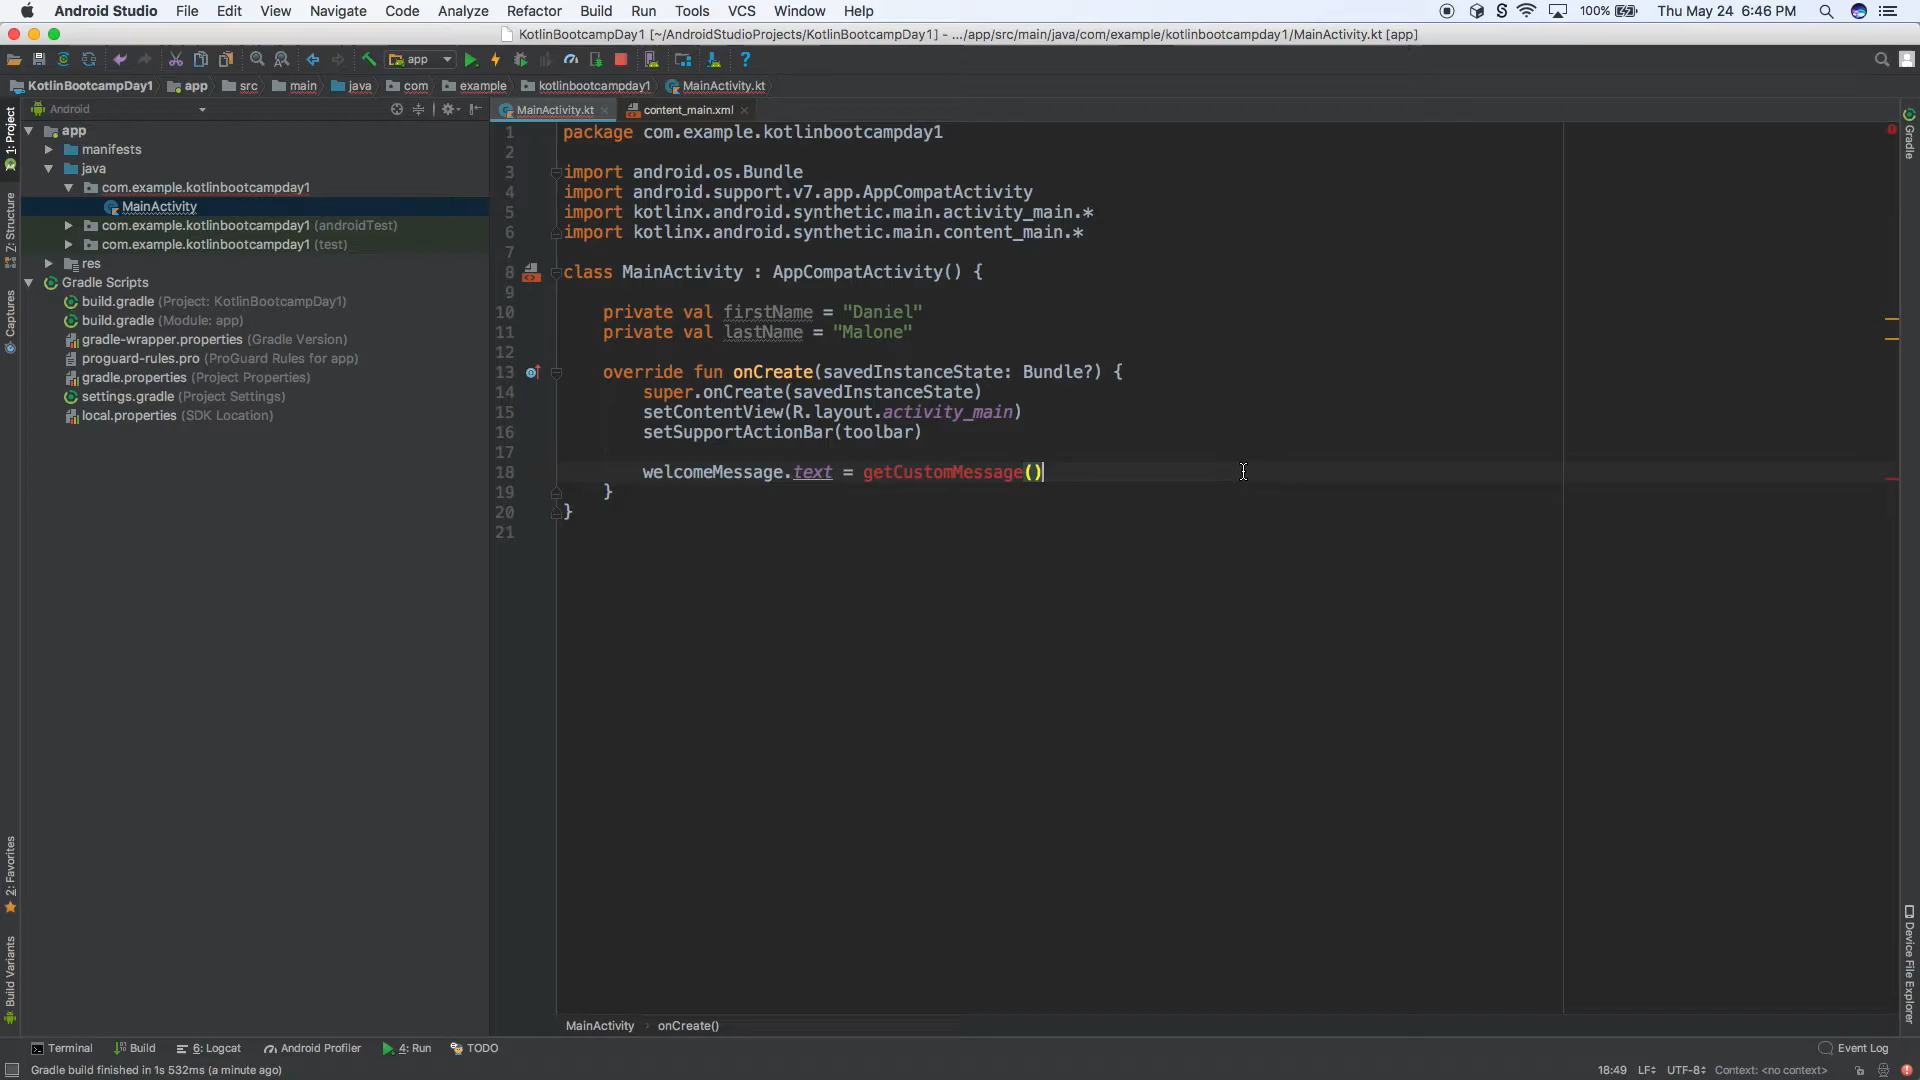 Android Studio File Edit View Navigate Code Analyze Refactor Build Run Tools VCS Window Help 100% Thu May 24 6:46 PM
KotlinBootcampDay1 [~/AndroidStudioProjects/KotlinBootcampDay1] - .../app/src/main/java/com/example/kotlinbootcampday1/MainActivity.kt [app]
app
KotlinBootcampDay1 app src main java com example kotlinbootcampday1 MainActivity.kt
Android
MainActivity.kt content_main.xml
1: Project
Z: Structure
Captures
2: Favorites
Build Variants
app
manifests
java
com.example.kotlinbootcampday1
MainActivity
com.example.kotlinbootcampday1 (androidTest)
com.example.kotlinbootcampday1 (test)
res
Gradle Scripts
build.gradle (Project: KotlinBootcampDay1)
build.gradle (Module: app)
gradle-wrapper.properties (Gradle Version)
proguard-rules.pro (ProGuard Rules for app)
gradle.properties (Project Properties)
settings.gradle (Project Settings)
local.properties (SDK Location)
1 package com.example.kotlinbootcampday1
2
3 import android.os.Bundle
4 import android.support.v7.app.AppCompatActivity
5 import kotlinx.android.synthetic.main.activity_main.*
6 import kotlinx.android.synthetic.main.content_main.*
7
8 class MainActivity : AppCompatActivity() {
9
10 private val firstName = "Daniel"
11 private val lastName = "Malone"
12
13 override fun onCreate(savedInstanceState: Bundle?) {
14 super.onCreate(savedInstanceState)
15 setContentView(R.layout.activity_main)
16 setSupportActionBar(toolbar)
17
18 welcomeMessage.text = getCustomMessage()
19 }
20 }
21
Gradle
Device File Explorer
MainActivity › onCreate()
Terminal Build 6: Logcat Android Profiler 4: Run TODO Event Log
Gradle build finished in 1s 532ms (a minute ago) 18:49 LF UTF-8 Context: <no context>